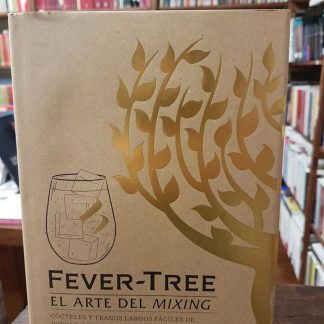 FEVER-TREE
EL ARTE DEL MIXING
CÓCTELES Y TRAGOS LARGOS FÁCILES DE